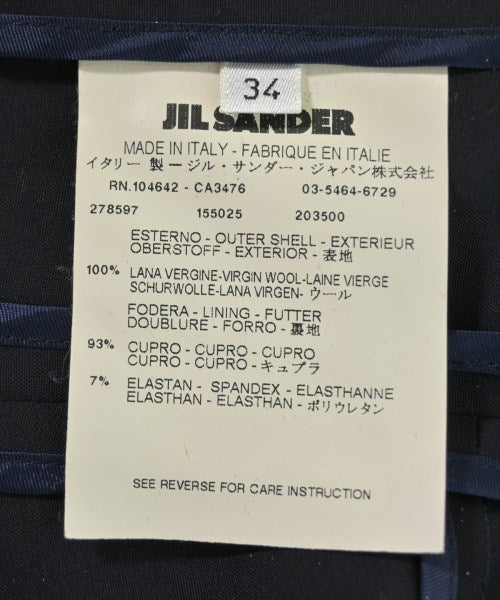 34
JIL SANDER
MADE IN ITALY - FABRIQUE EN ITALIE
イタリー 製 ー ジル・サンダー・ジャパン株式会社
RN.104642 - CA3476 03-5464-6729
278597 155025 203500
ESTERNO - OUTER SHELL - EXTERIEUR
OBERSTOFF - EXTERIOR - 表地
100% LANA VERGINE-VIRGIN WOOL-LAINE VIERGE
SCHURWOLLE-LANA VIRGEN- ウール
FODERA - LINING - FUTTER
DOUBLURE - FORRO - 裏地
93% CUPRO - CUPRO - CUPRO
CUPRO - CUPRO - キュプラ
7% ELASTAN - SPANDEX - ELASTHANNE
ELASTHAN - ELASTHAN - ポリウレタン
SEE REVERSE FOR CARE INSTRUCTION